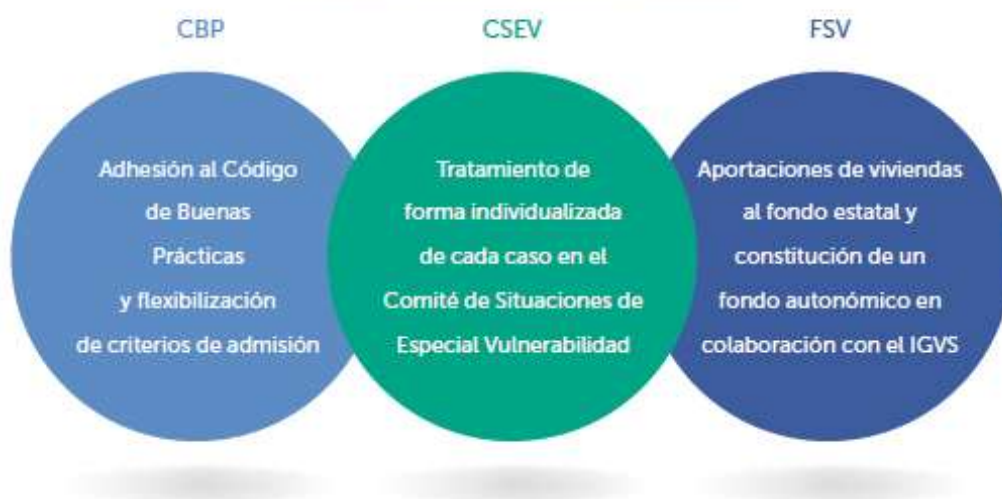 CBP
Adhesión al Código
de Buenas
Prácticas
y flexibilización
de criterios de admisión
CSEV
Tratamiento de
forma individualizada
de cada caso en el
Comité de Situaciones de
Especial Vulnerabilidad
FSV
Aportaciones de viviendas
al fondo estatal y
constitución de un
fondo autonómico en
colaboración con el IGVS